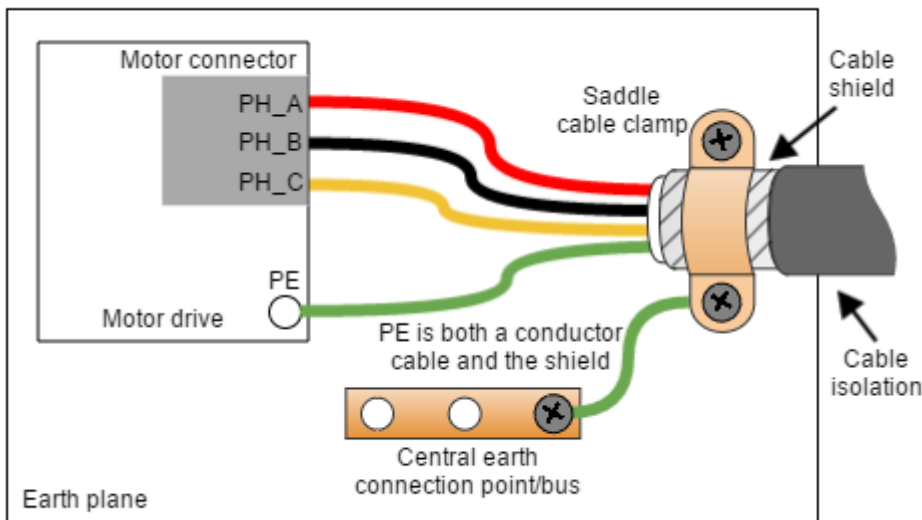 Motor connector
PH_A
PH_B
PH_C
PE
Motor drive
Saddle
cable clamp
Cable
shield
PE is both a conductor
cable and the shield
Cable
isolation
Central earth
connection point/bus
Earth plane